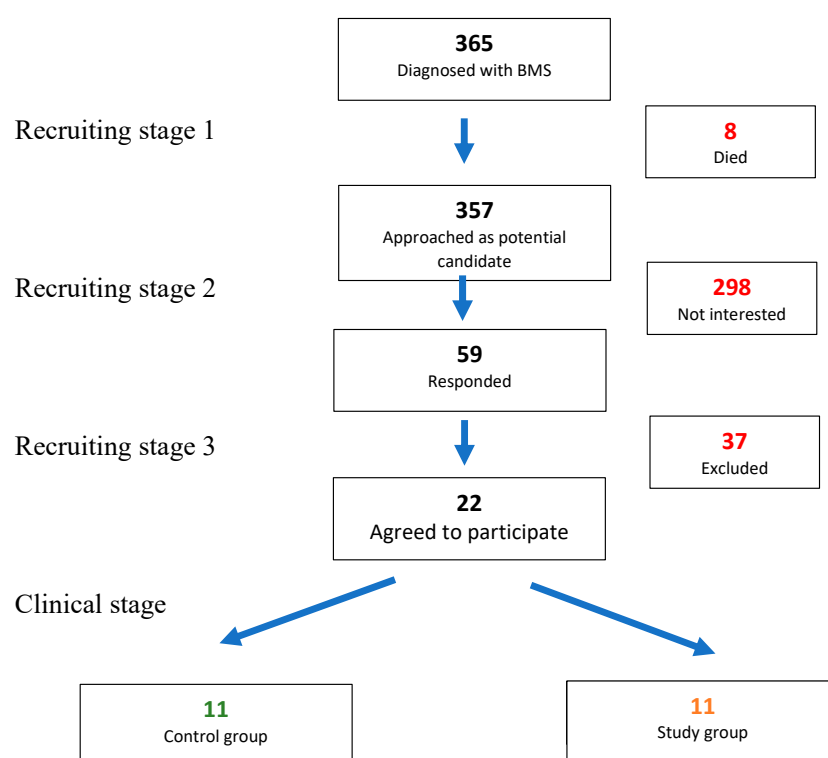 365
Diagnosed with BMS
Recruiting stage 1
8
Died
357
Approached as potential
candidate
Recruiting stage 2
298
Not interested
59
Responded
Recruiting stage 3
37
Excluded
22
Agreed to participate
Clinical stage
11
Control group
11
Study group